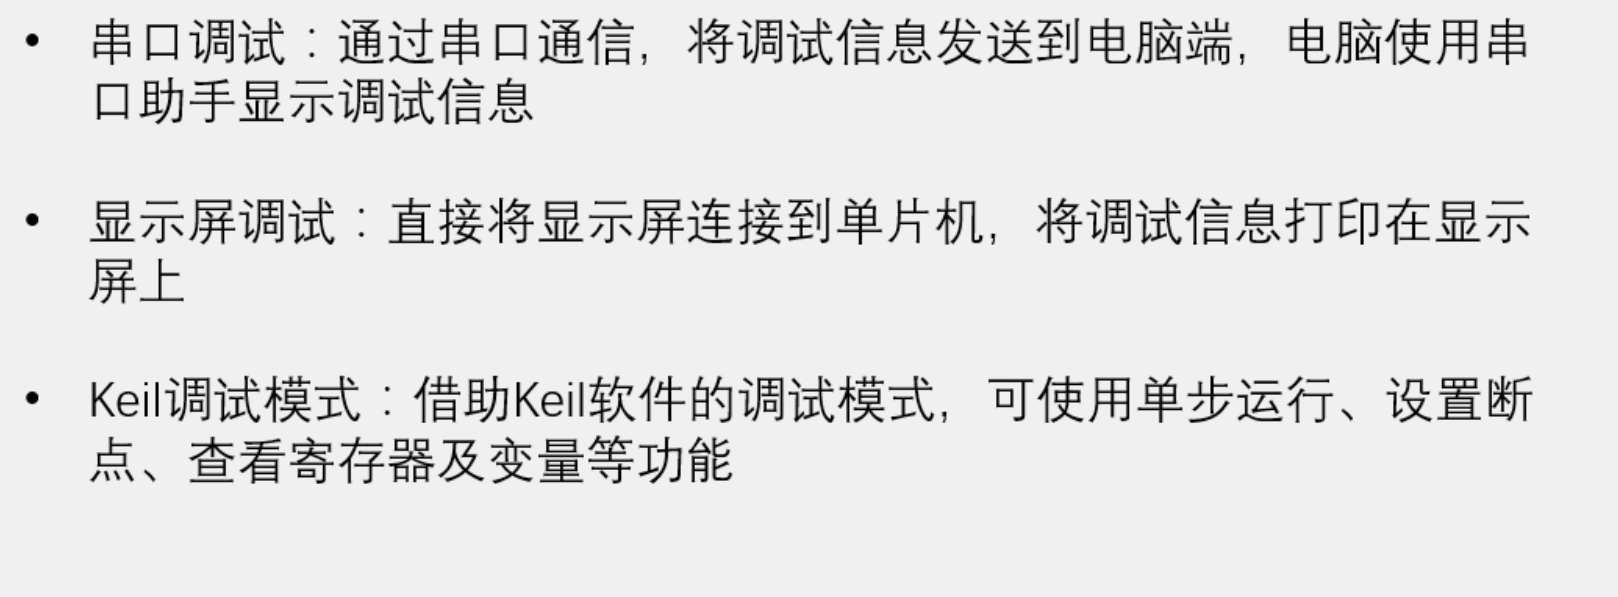 • 串口调试：通过串口通信，将调试信息发送到电脑端，电脑使用串
口助手显示调试信息
• 显示屏调试：直接将显示屏连接到单片机，将调试信息打印在显示
屏上
• Keil调试模式：借助Keil软件的调试模式，可使用单步运行、设置断
点、查看寄存器及变量等功能